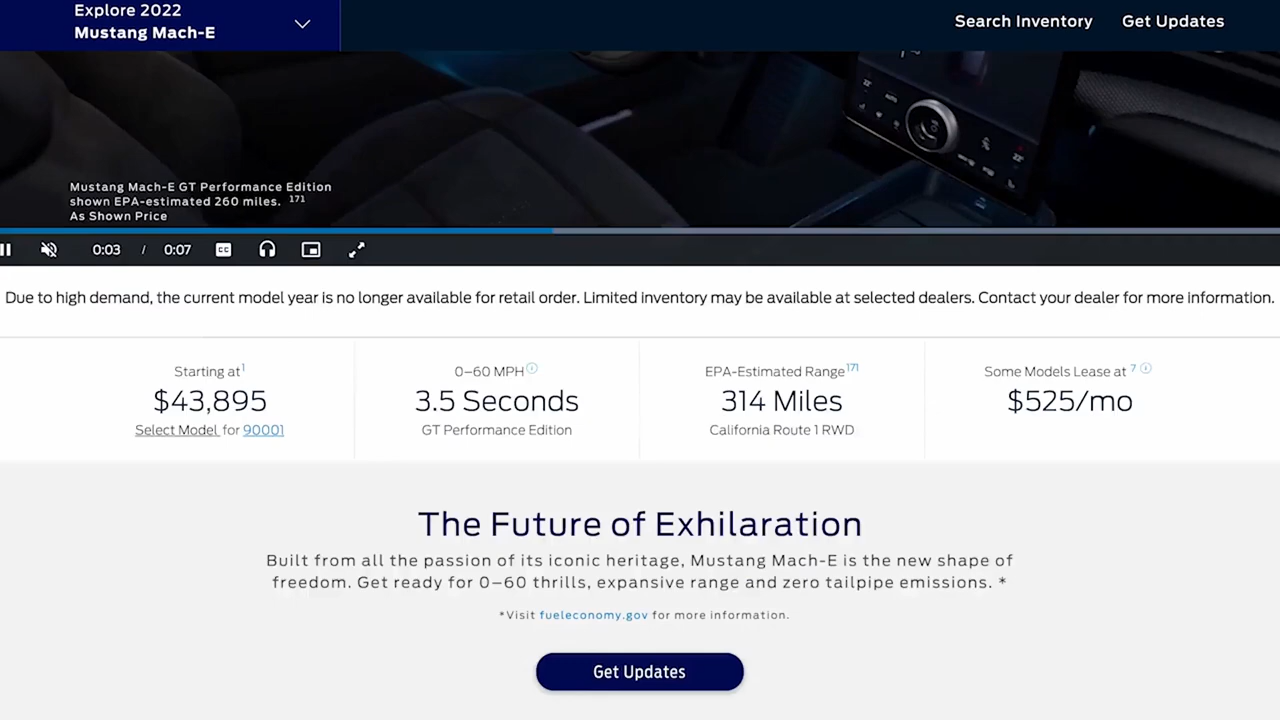 Explore 2022
Mustang Mach-E
Search Inventory
Get Updates
Mustang Mach-E GT Performance Edition
shown EPA-estimated 260 miles. 171
As Shown Price
0:03 / 0:07
CC
Due to high demand, the current model year is no longer available for retail order. Limited inventory may be available at selected dealers. Contact your dealer for more information.
Starting at1
$43,895
Select Model for 90001
0–60 MPH
3.5 Seconds
GT Performance Edition
EPA-Estimated Range171
314 Miles
California Route 1 RWD
Some Models Lease at 7
$525/mo
The Future of Exhilaration
Built from all the passion of its iconic heritage, Mustang Mach-E is the new shape of
freedom. Get ready for 0–60 thrills, expansive range and zero tailpipe emissions. *
*Visit fueleconomy.gov for more information.
Get Updates